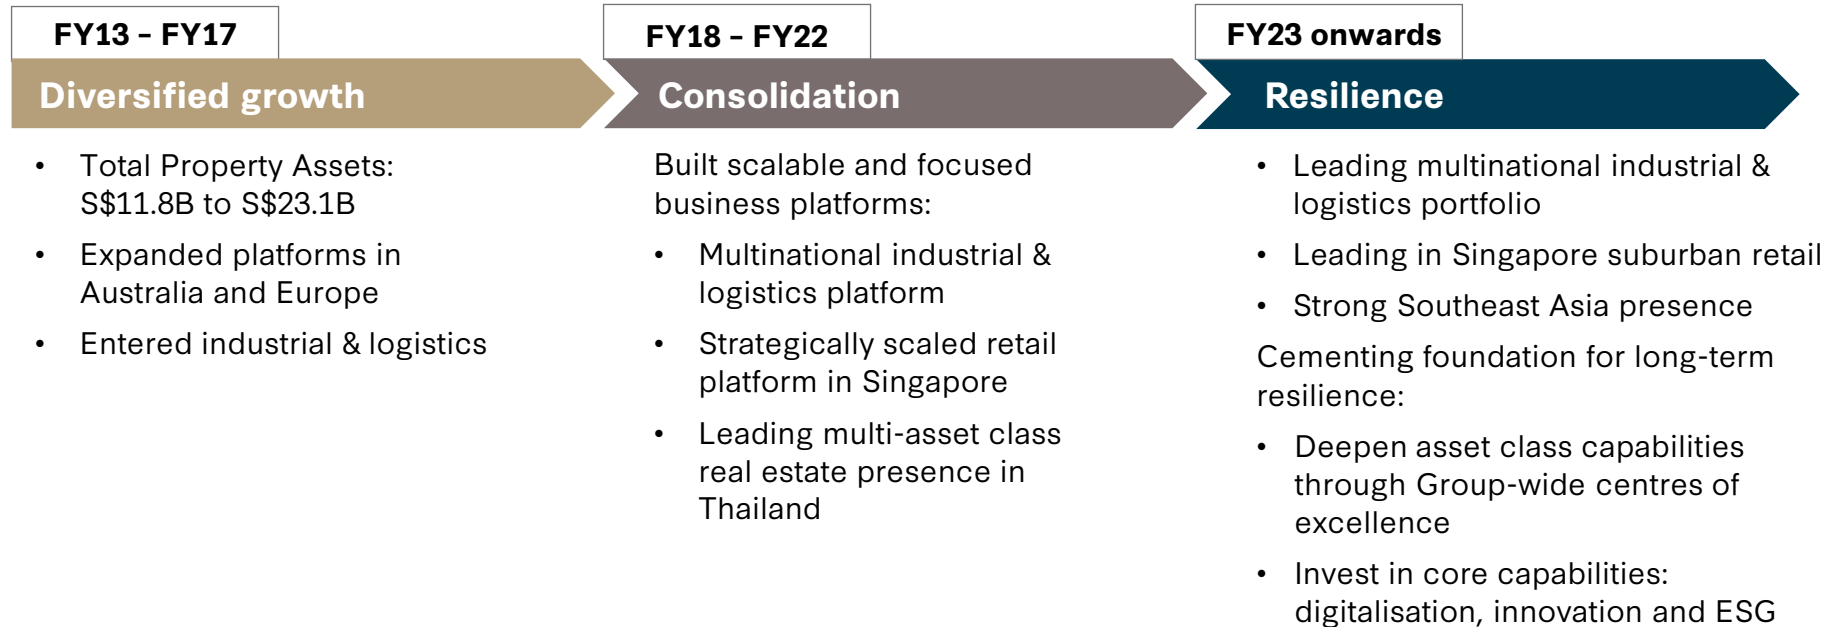 FY13 – FY17
Diversified growth
• Total Property Assets:
S$11.8B to S$23.1B
• Expanded platforms in
Australia and Europe
• Entered industrial & logistics
FY18 – FY22
Consolidation
Built scalable and focused
business platforms:
• Multinational industrial &
logistics platform
• Strategically scaled retail
platform in Singapore
• Leading multi-asset class
real estate presence in
Thailand
FY23 onwards
Resilience
• Leading multinational industrial &
logistics portfolio
• Leading in Singapore suburban retail
• Strong Southeast Asia presence
Cementing foundation for long-term
resilience:
• Deepen asset class capabilities
through Group-wide centres of
excellence
• Invest in core capabilities:
digitalisation, innovation and ESG